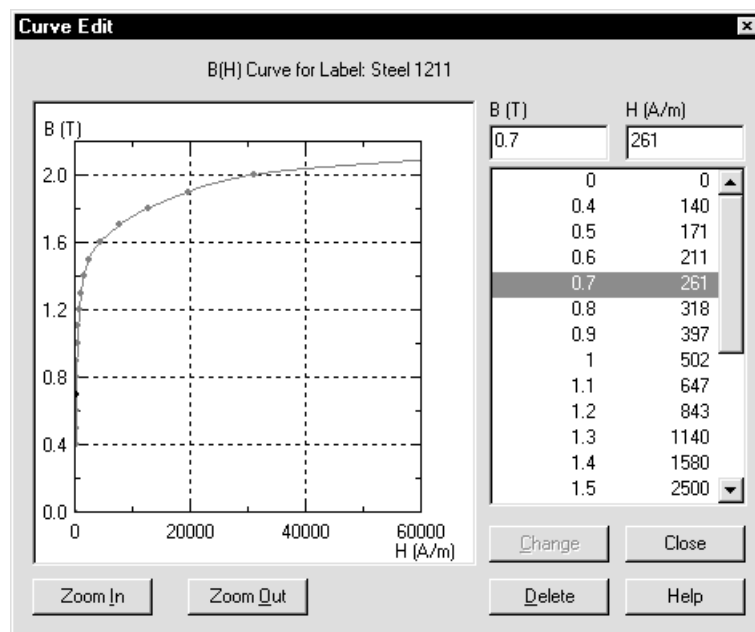 Curve Edit
B(H) Curve for Label: Steel 1211
B (T)
2.0
1.6
1.2
0.8
0.4
0.0
0 20000 40000 60000
H (A/m)
B (T) H (A/m)
0.7 261
0 0
0.4 140
0.5 171
0.6 211
0.7 261
0.8 318
0.9 397
1 502
1.1 647
1.2 843
1.3 1140
1.4 1580
1.5 2500
Change Close
Zoom In Zoom Out Delete Help